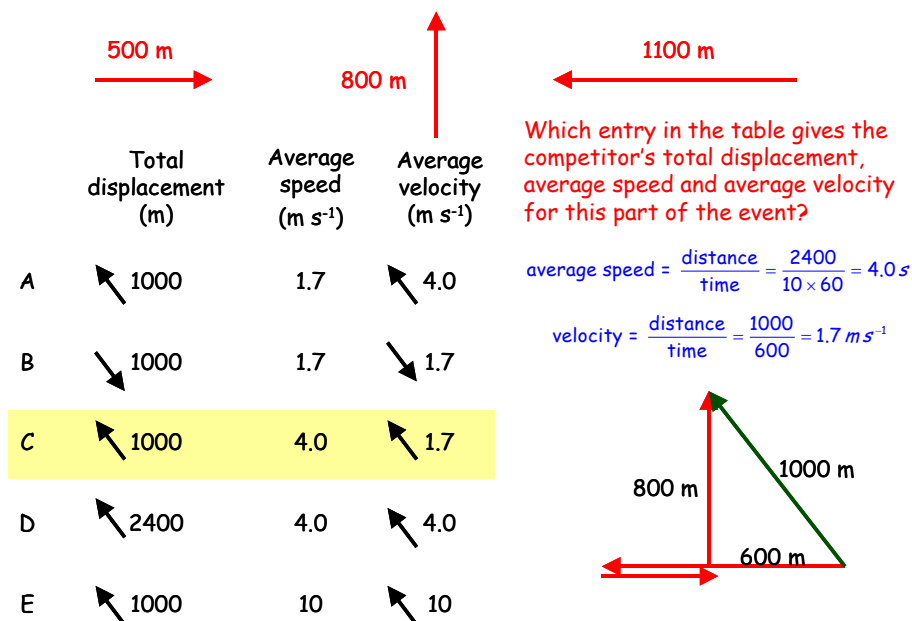 500 m
800 m
1100 m
Which entry in the table gives the
competitor's total displacement,
average speed and average velocity
for this part of the event?
Total
displacement
(m)
Average
speed
(m s⁻¹)
Average
velocity
(m s⁻¹)
A 1000 1.7 4.0
B 1000 1.7 1.7
C 1000 4.0 1.7
D 2400 4.0 4.0
E 1000 10 10
average speed = distance/time = 2400/10 × 60 = 4.0 s
velocity = distance/time = 1000/600 = 1.7 m s⁻¹
800 m
1000 m
600 m